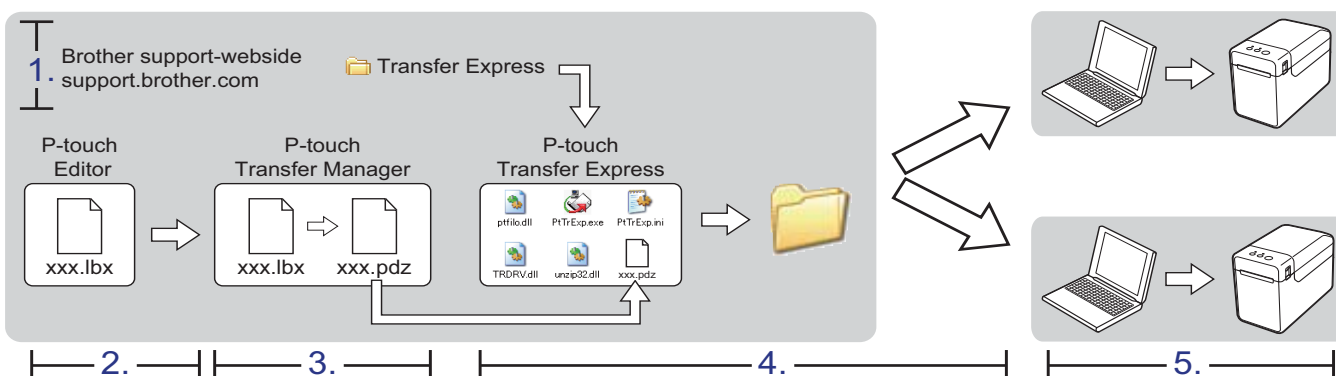 1.
Brother support-webside
support.brother.com
Transfer Express
P-touch
Editor
xxx.lbx
P-touch
Transfer Manager
xxx.lbx
xxx.pdz
P-touch
Transfer Express
ptfilo.dll
PtTrExp.exe
PtTrExp.ini
TRDRV.dll
unzip32.dll
xxx.pdz
2.
3.
4.
5.